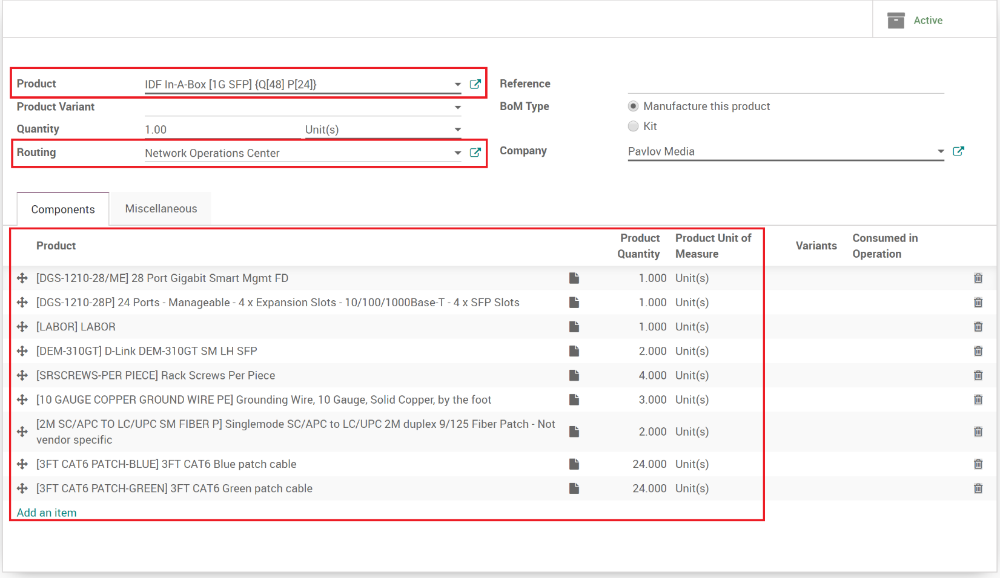 Active
Product IDF In-A-Box [1G SFP] {Q[48] P[24]}
Reference
Product Variant
BoM Type Manufacture this product
Kit
Quantity 1.00 Unit(s)
Routing Network Operations Center
Company Pavlov Media
Components Miscellaneous
Product Product Quantity Product Unit of Measure Variants Consumed in Operation
[DGS-1210-28/ME] 28 Port Gigabit Smart Mgmt FD 1.000 Unit(s)
[DGS-1210-28P] 24 Ports - Manageable - 4 x Expansion Slots - 10/100/1000Base-T - 4 x SFP Slots 1.000 Unit(s)
[LABOR] LABOR 1.000 Unit(s)
[DEM-310GT] D-Link DEM-310GT SM LH SFP 2.000 Unit(s)
[SRSCREWS-PER PIECE] Rack Screws Per Piece 4.000 Unit(s)
[10 GAUGE COPPER GROUND WIRE PE] Grounding Wire, 10 Gauge, Solid Copper, by the foot 3.000 Unit(s)
[2M SC/APC TO LC/UPC SM FIBER P] Singlemode SC/APC to LC/UPC 2M duplex 9/125 Fiber Patch - Not
vendor specific 2.000 Unit(s)
[3FT CAT6 PATCH-BLUE] 3FT CAT6 Blue patch cable 24.000 Unit(s)
[3FT CAT6 PATCH-GREEN] 3FT CAT6 Green patch cable 24.000 Unit(s)
Add an item